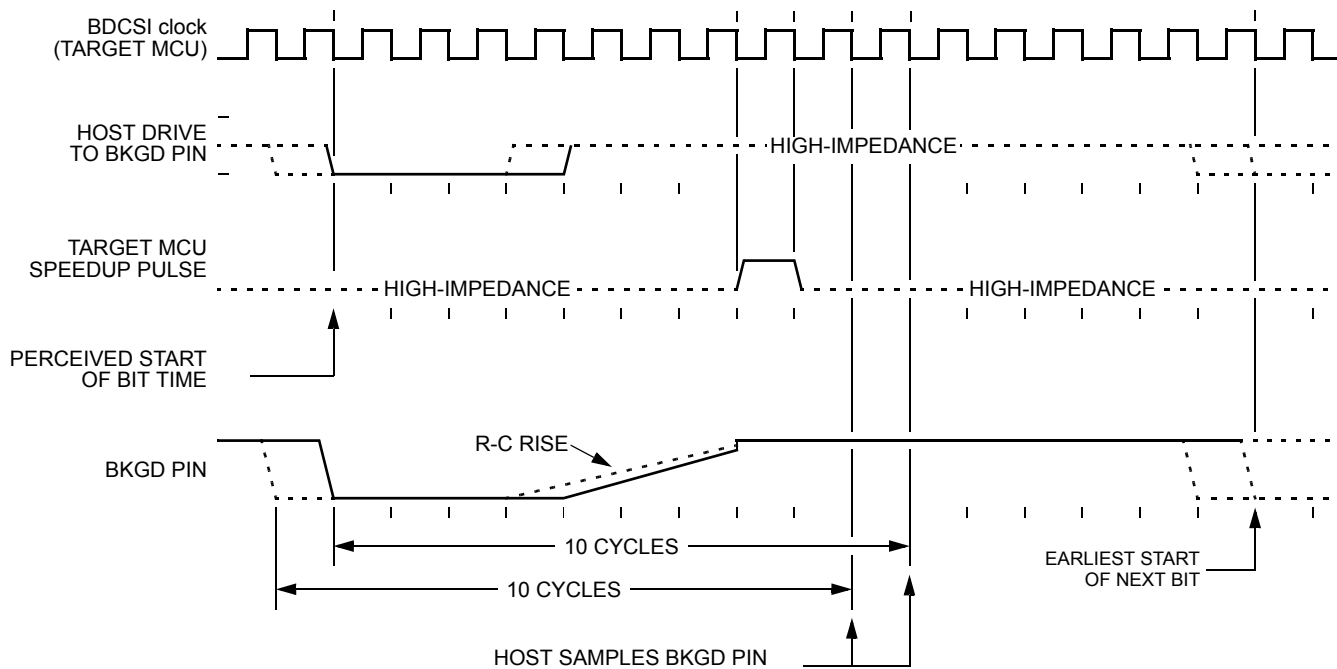 BDCSI clock
(TARGET MCU)
HOST DRIVE
TO BKGD PIN
HIGH-IMPEDANCE
TARGET MCU
SPEEDUP PULSE
HIGH-IMPEDANCE
HIGH-IMPEDANCE
PERCEIVED START
OF BIT TIME
R-C RISE
BKGD PIN
10 CYCLES
EARLIEST START
OF NEXT BIT
10 CYCLES
HOST SAMPLES BKGD PIN